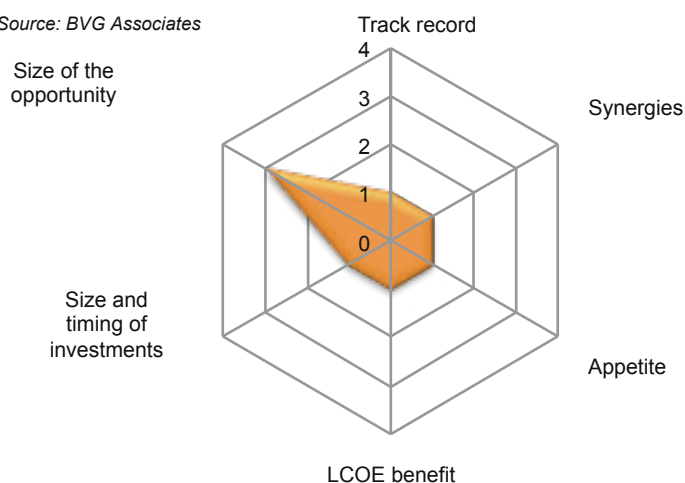 Source: BVG Associates
Track record
Size of the
opportunity
4
3
2
1
0
Synergies
Size and
timing of
investments
Appetite
LCOE benefit